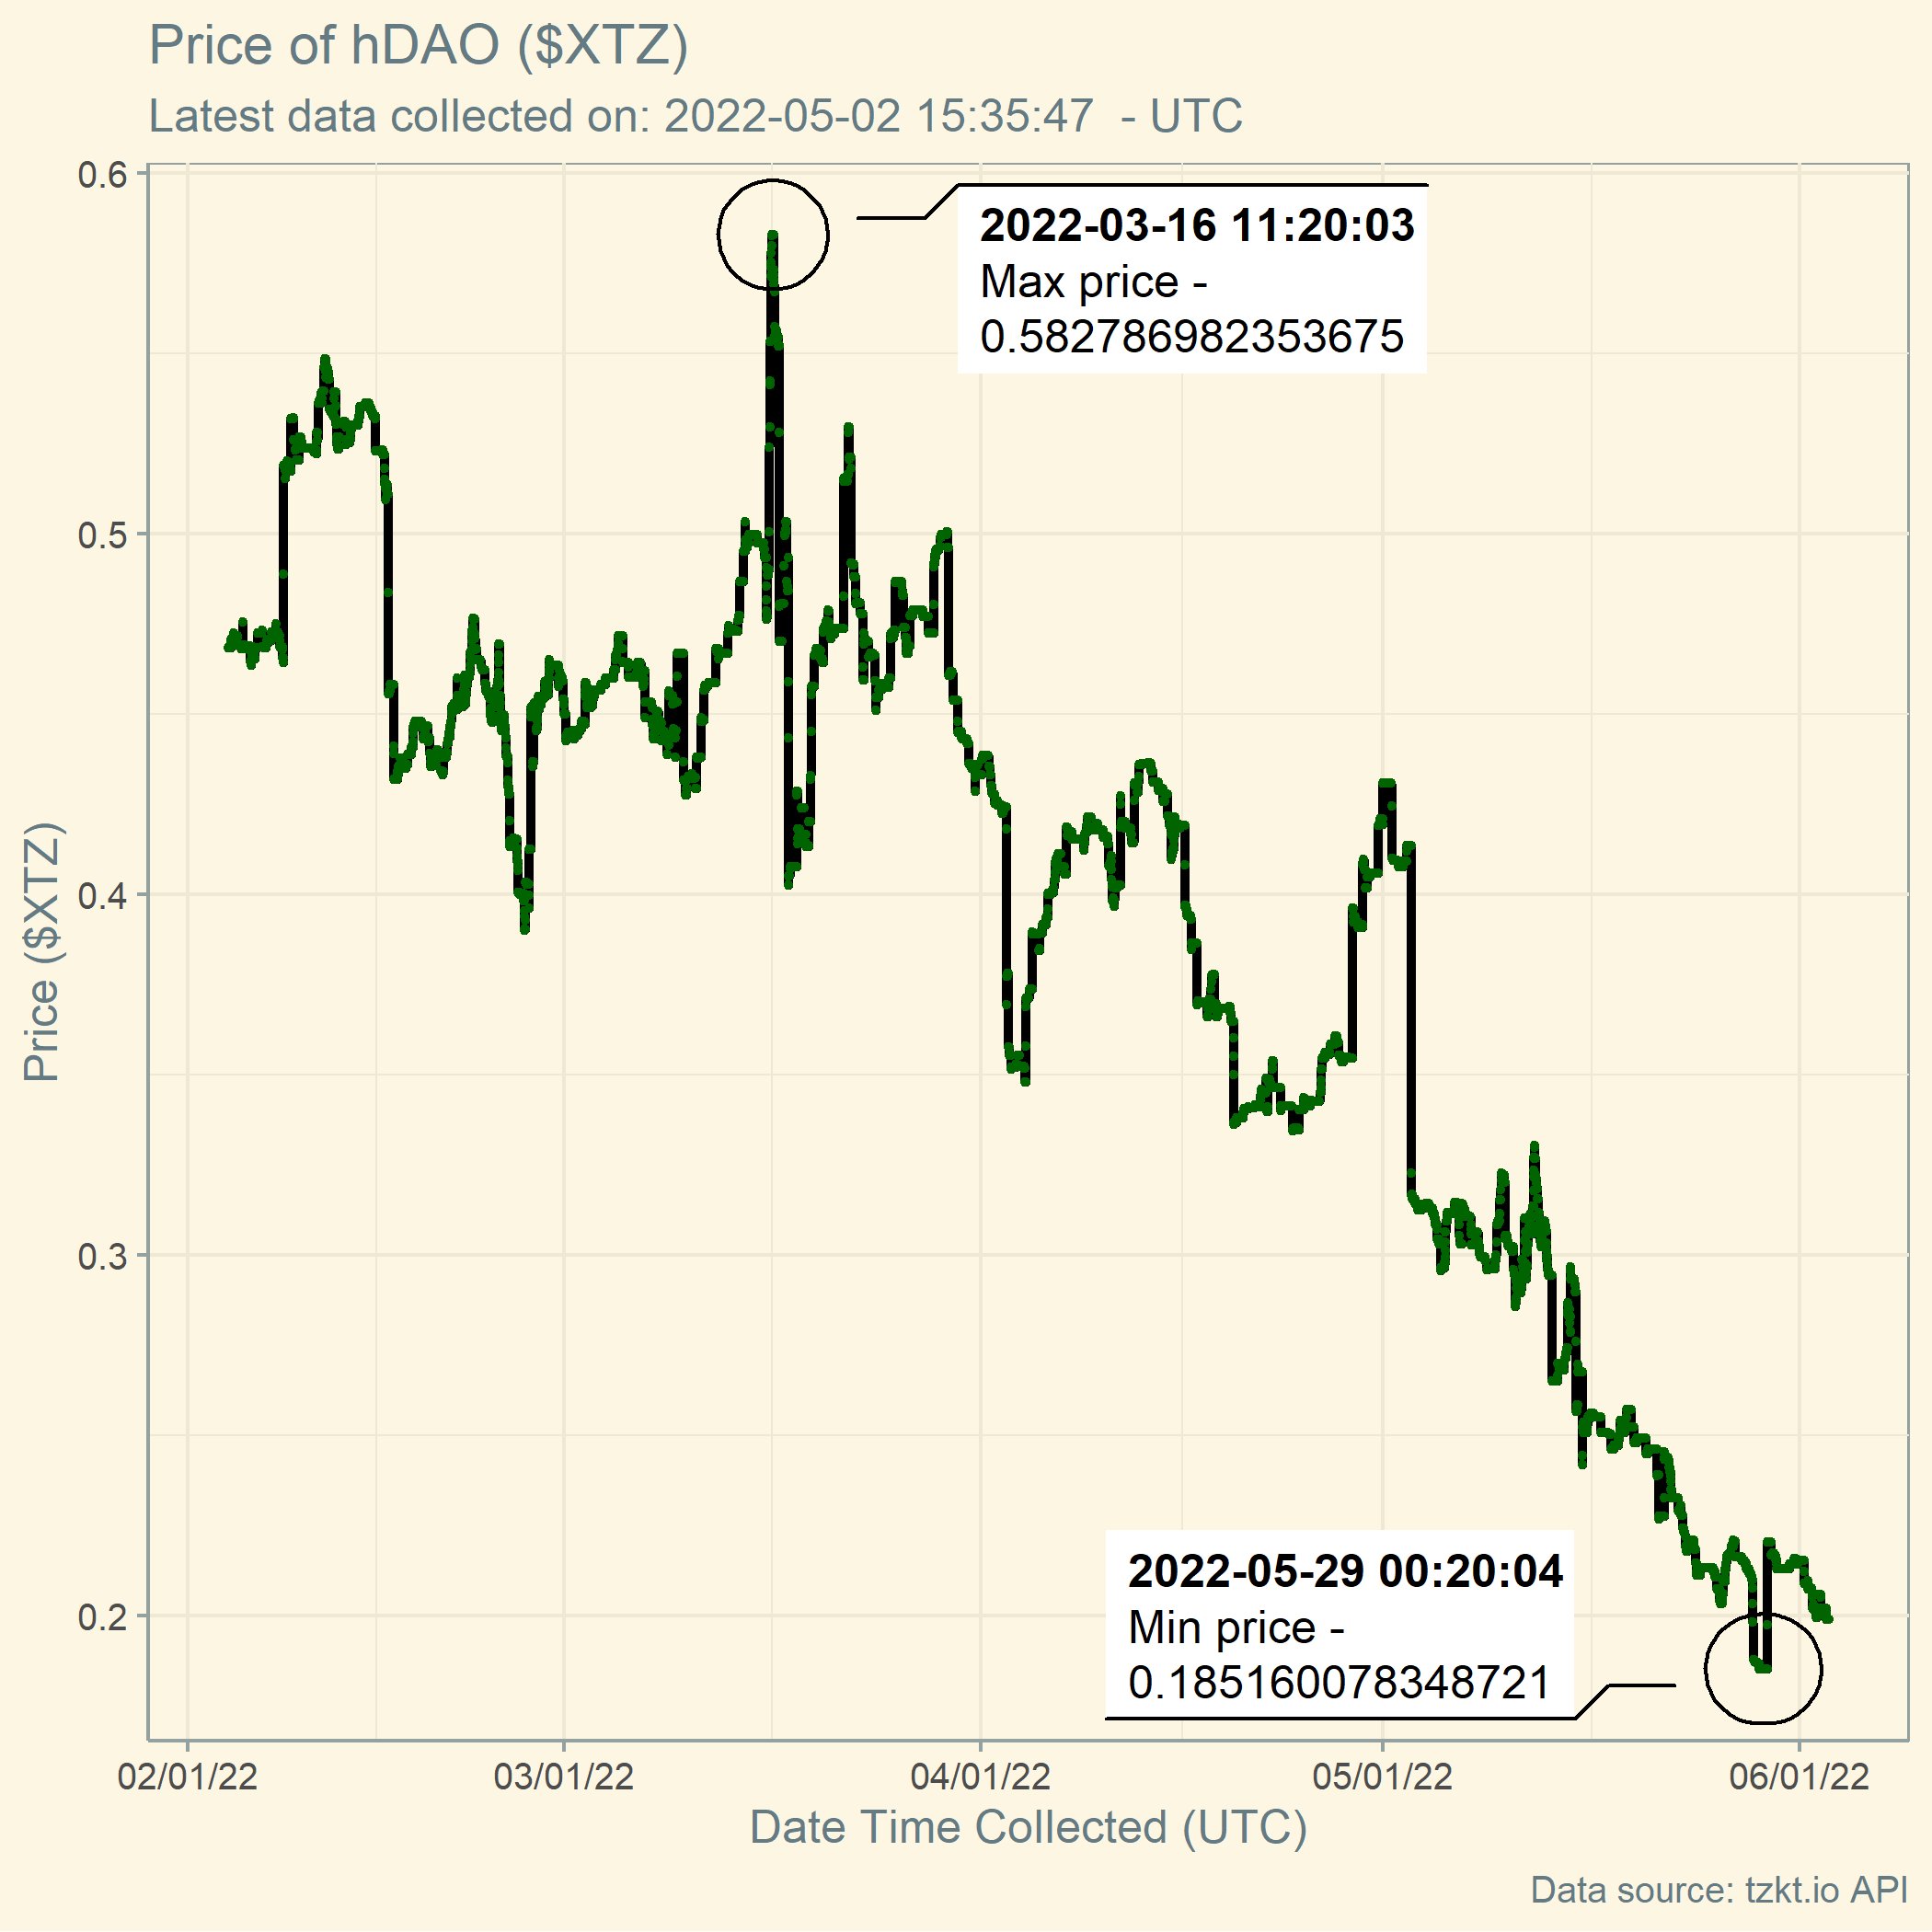 Price of hDAO ($XTZ)
Latest data collected on: 2022-05-02 15:35:47  - UTC
0.6
0.5
0.4
0.3
0.2
Price ($XTZ)
2022-03-16 11:20:03
Max price -
0.582786982353675
2022-05-29 00:20:04
Min price -
0.185160078348721
02/01/22
03/01/22
04/01/22
05/01/22
06/01/22
Date Time Collected (UTC)
Data source: tzkt.io API